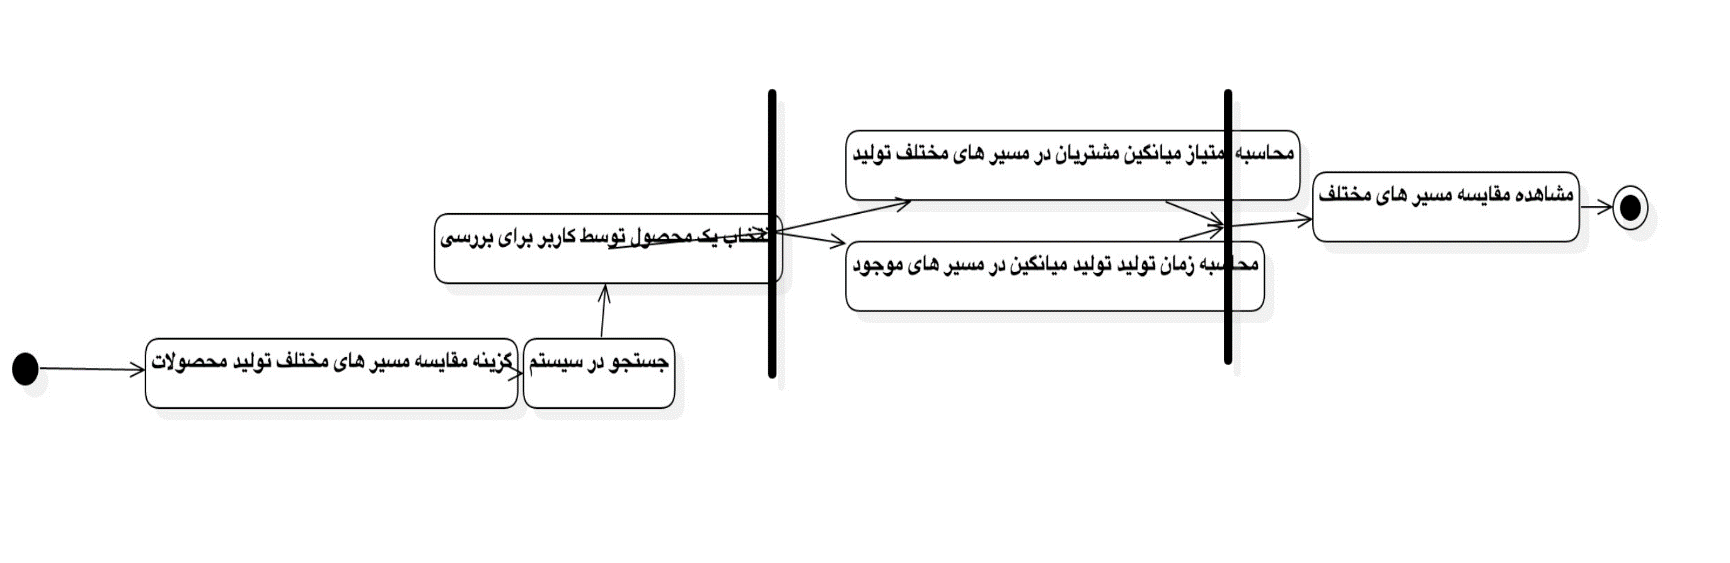 گزینه مقایسه مسیر های مختلف تولید محصولات
جستجو در سیستم
انتخاب یک محصول توسط کاربر برای بررسی
محاسبه امتیاز میانگین مشتریان در مسیر های مختلف تولید
محاسبه زمان تولید تولید میانگین در مسیر های موجود
مشاهده مقایسه مسیر های مختلف